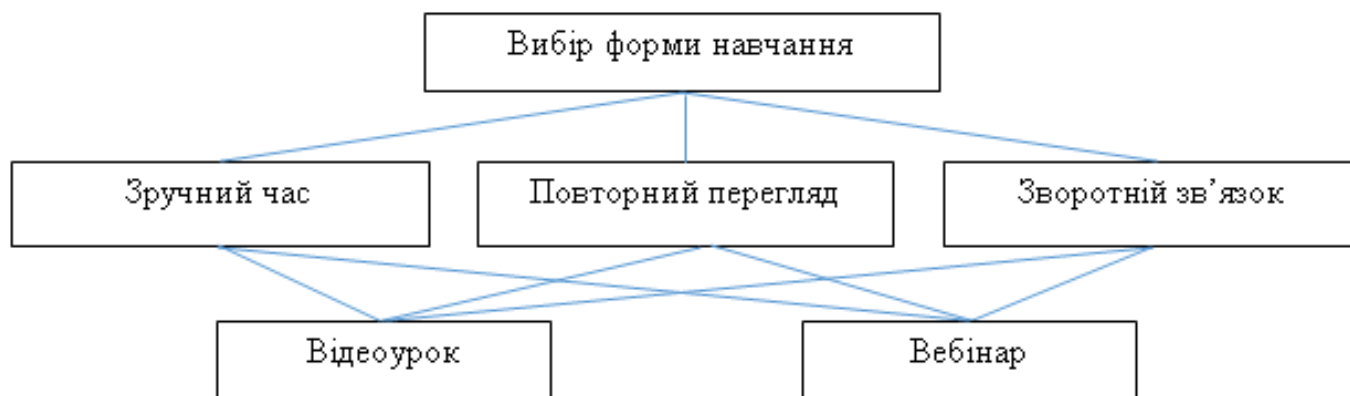 Вибір форми навчання
Зручний час
Повторний перегляд
Зворотній зв’язок
Відеоурок
Вебінар